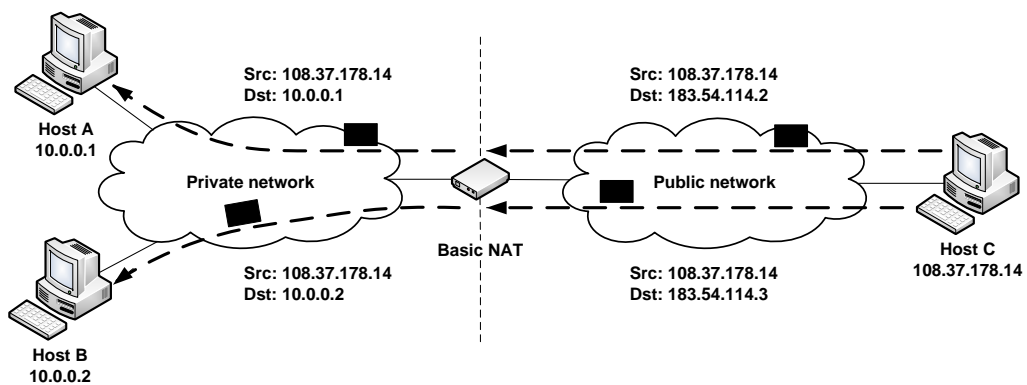 Src: 108.37.178.14
Dst: 10.0.0.1
Src: 108.37.178.14
Dst: 183.54.114.2
Host A
10.0.0.1
Private network
Public network
Basic NAT
Host C
108.37.178.14
Src: 108.37.178.14
Dst: 10.0.0.2
Src: 108.37.178.14
Dst: 183.54.114.3
Host B
10.0.0.2